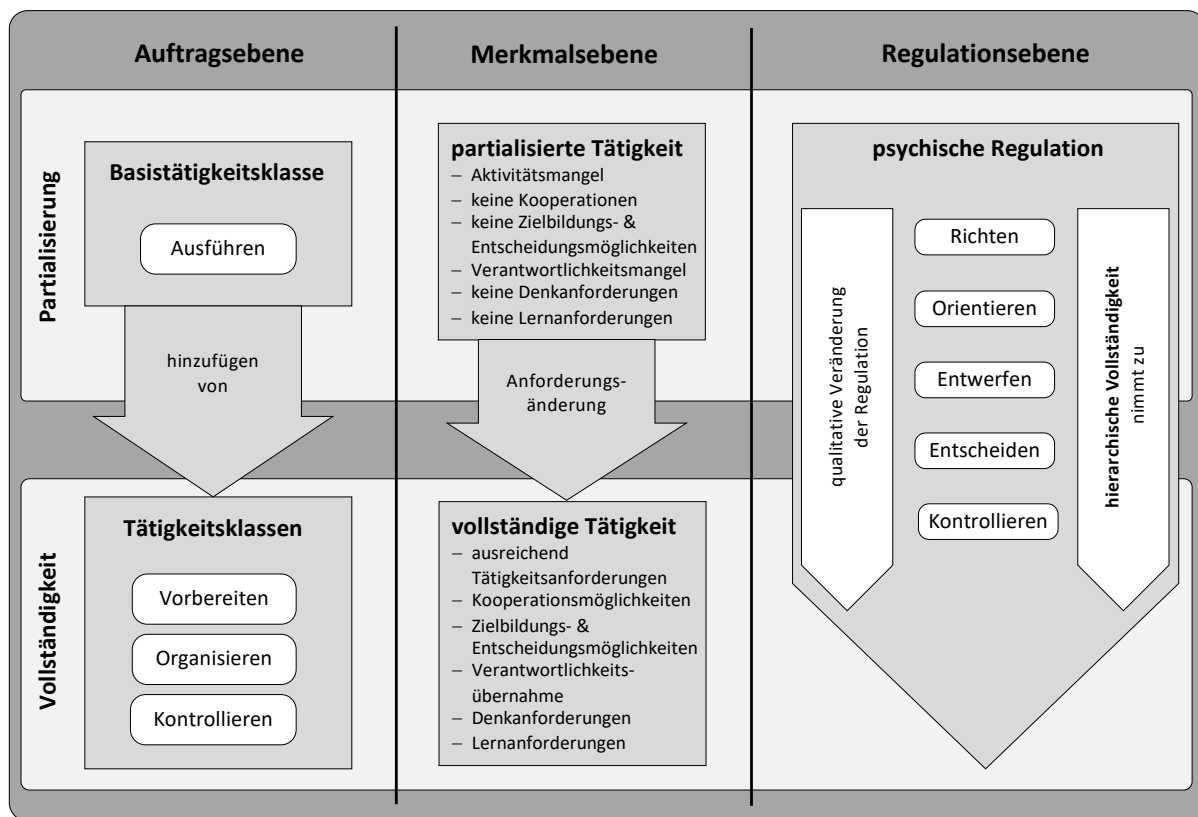 Auftragsebene
Merkmalsebene
Regulationsebene
Partialisierung
Basistätigkeitsklasse
Ausführen
hinzufügen
von
partialisierte Tätigkeit
– Aktivitätsmangel
– keine Kooperationen
– keine Zielbildungs- &
Entscheidungsmöglichkeiten
– Verantwortlichkeitsmangel
– keine Denkanforderungen
– keine Lernanforderungen
Anforderungs-
änderung
psychische Regulation
qualitative Veränderung
der Regulation
Richten
Orientieren
Entwerfen
Entscheiden
Kontrollieren
hierarchische Vollständigkeit
nimmt zu
Vollständigkeit
Tätigkeitsklassen
Vorbereiten
Organisieren
Kontrollieren
vollständige Tätigkeit
– ausreichend
Tätigkeitsanforderungen
– Kooperationsmöglichkeiten
– Zielbildungs- &
Entscheidungsmöglichkeiten
– Verantwortlichkeits-
übernahme
– Denkanforderungen
– Lernanforderungen